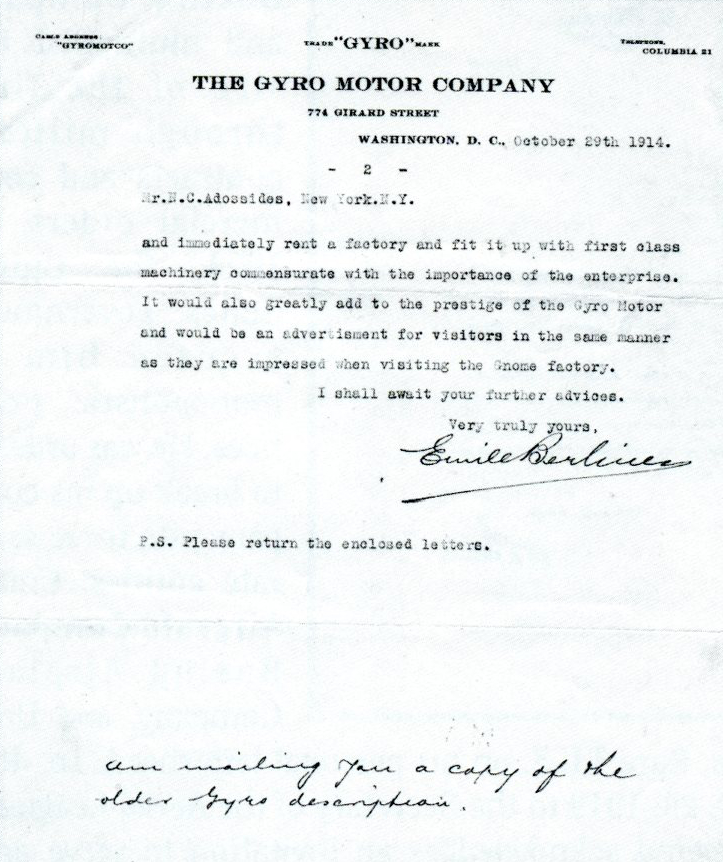 CABLE ADDRESS:
"GYROMOTCO"
TRADE "GYRO" MARK
TELEPHONE,
COLUMBIA 21
THE GYRO MOTOR COMPANY
774 GIRARD STREET
WASHINGTON, D. C., October 29th 1914.
- 2 -
Mr.N.C.Adossides, New York.N.Y.
and immediately rent a factory and fit it up with first class
machinery commensurate with the importance of the enterprise.
It would also greatly add to the prestige of the Gyro Motor
and would be an advertisment for visitors in the same manner
as they are impressed when visiting the Gnome factory.
I shall await your further advices.
Very truly yours,
Emile Berliner
P.S. Please return the enclosed letters.
am mailing you a copy of the
older Gyro description.